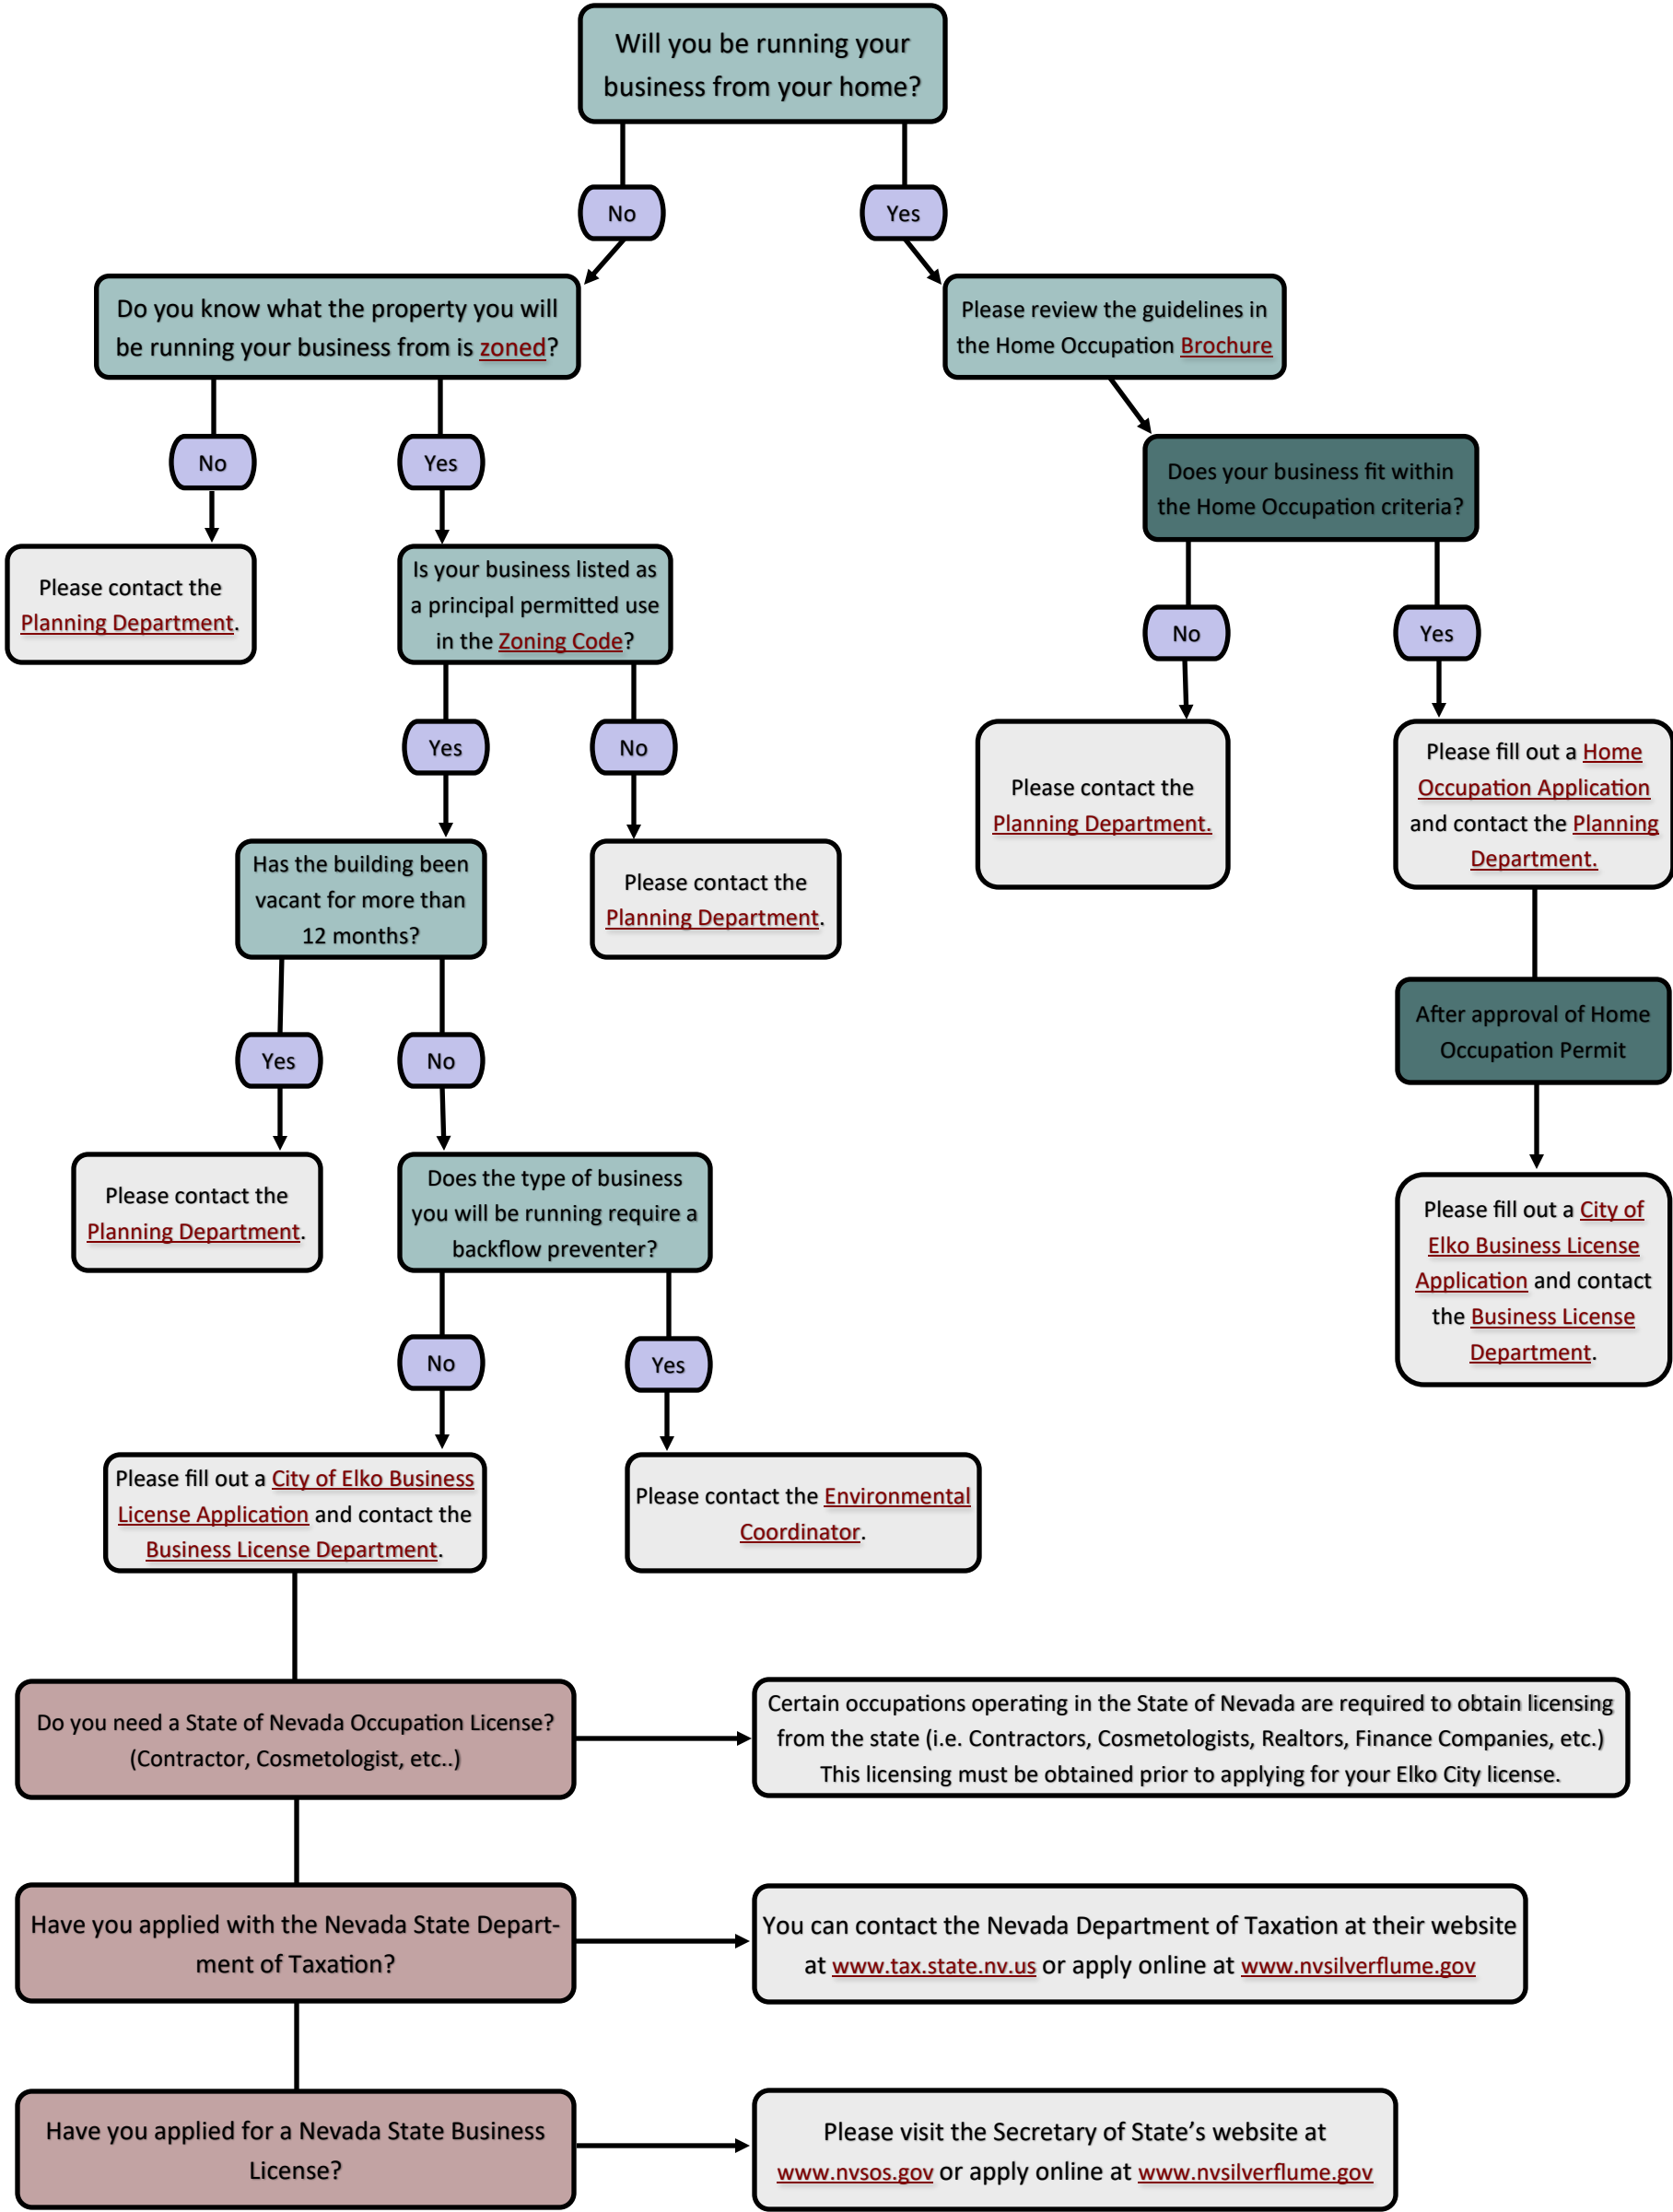 Will you be running your
business from your home?
No
Yes
Do you know what the property you will
be running your business from is zoned?
Please review the guidelines in
the Home Occupation Brochure
No
Yes
Does your business fit within
the Home Occupation criteria?
Please contact the
Planning Department.
Is your business listed as
a principal permitted use
in the Zoning Code?
No
Yes
Yes
No
Please contact the
Planning Department.
Please fill out a Home
Occupation Application
and contact the Planning
Department.
Has the building been
vacant for more than
12 months?
Please contact the
Planning Department.
After approval of Home
Occupation Permit
Yes
No
Please contact the
Planning Department.
Does the type of business
you will be running require a
backflow preventer?
Please fill out a City of
Elko Business License
Application and contact
the Business License
Department.
No
Yes
Please fill out a City of Elko Business
License Application and contact the
Business License Department.
Please contact the Environmental
Coordinator.
Do you need a State of Nevada Occupation License?
(Contractor, Cosmetologist, etc..)
Certain occupations operating in the State of Nevada are required to obtain licensing
from the state (i.e. Contractors, Cosmetologists, Realtors, Finance Companies, etc.)
This licensing must be obtained prior to applying for your Elko City license.
Have you applied with the Nevada State Depart-
ment of Taxation?
You can contact the Nevada Department of Taxation at their website
at www.tax.state.nv.us or apply online at www.nvsilverflume.gov
Have you applied for a Nevada State Business
License?
Please visit the Secretary of State’s website at
www.nvsos.gov or apply online at www.nvsilverflume.gov